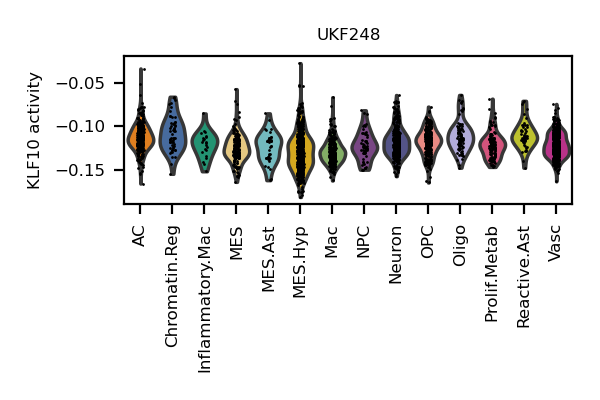 UKF248
KLF10 activity
−0.05
−0.10
−0.15
AC
Chromatin.Reg
Inflammatory.Mac
MES
MES.Ast
MES.Hyp
Mac
NPC
Neuron
OPC
Oligo
Prolif.Metab
Reactive.Ast
Vasc